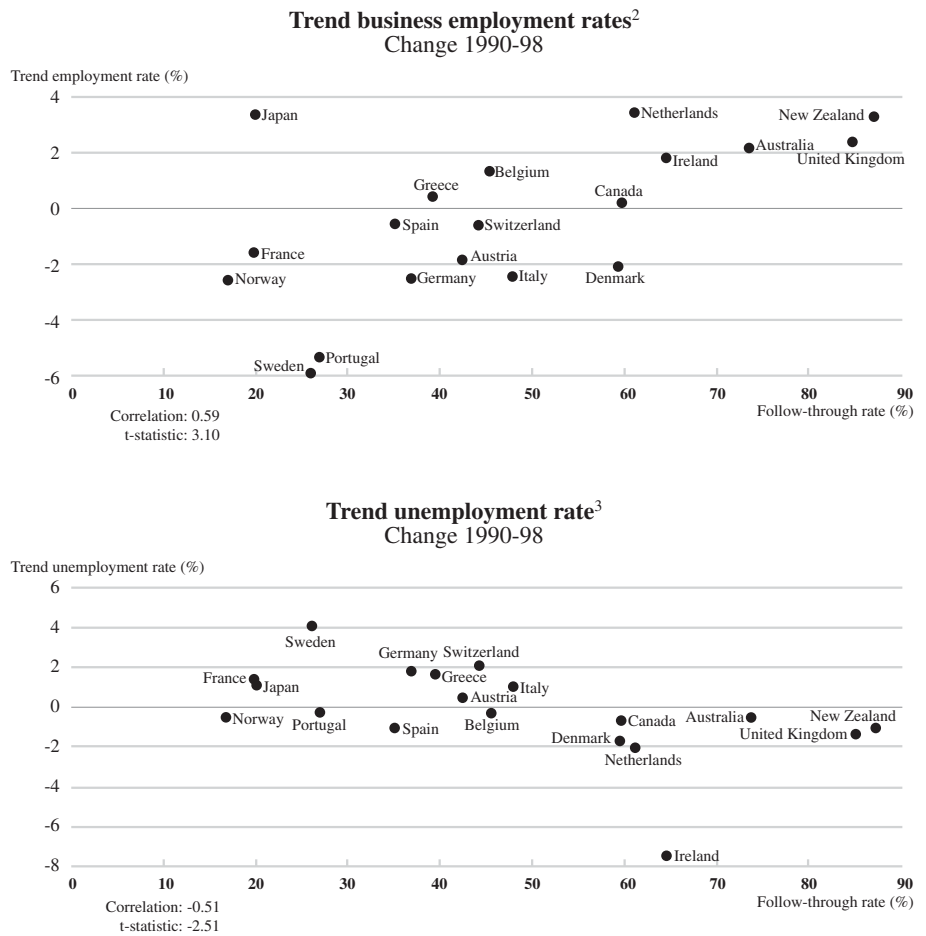 Trend business employment rates2
Change 1990-98
Trend employment rate (%)
4
Japan
Netherlands
New Zealand
2
Australia
United Kingdom
Ireland
Belgium
Greece
Canada
0
Spain
Switzerland
France
Austria
-2
Norway
Germany
Italy
Denmark
-4
Sweden
Portugal
-6
0 10 20 30 40 50 60 70 80 90
Follow-through rate (%)
Correlation: 0.59
t-statistic: 3.10
Trend unemployment rate3
Change 1990-98
Trend unemployment rate (%)
6
4
Sweden
Germany Switzerland
2
France
Japan
Greece
Italy
Austria
0
Norway
Portugal
Spain
Belgium
Canada
Australia
New Zealand
United Kingdom
Denmark
-2
Netherlands
-4
-6
Ireland
-8
0 10 20 30 40 50 60 70 80 90
Follow-through rate (%)
Correlation: -0.51
t-statistic: -2.51